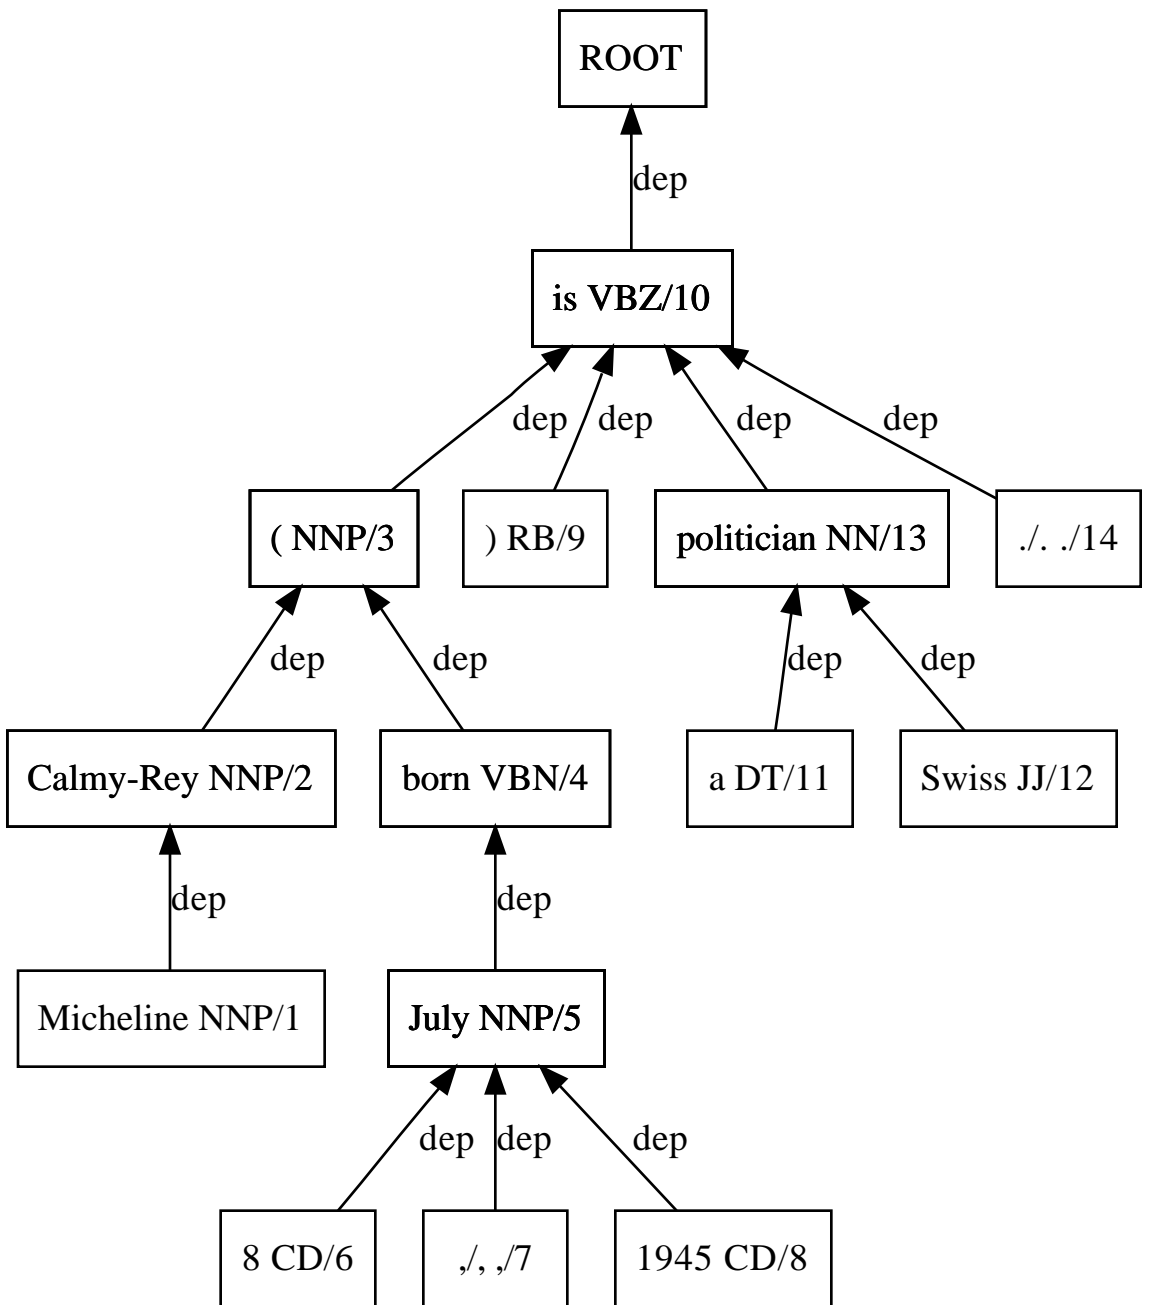 ROOT
dep
is VBZ/10
dep dep dep dep
( NNP/3 ) RB/9 politician NN/13 ./. ./14
dep dep dep dep
Calmy-Rey NNP/2 born VBN/4 a DT/11 Swiss JJ/12
dep dep
Micheline NNP/1 July NNP/5
dep dep dep
8 CD/6 ,/, ,/7 1945 CD/8